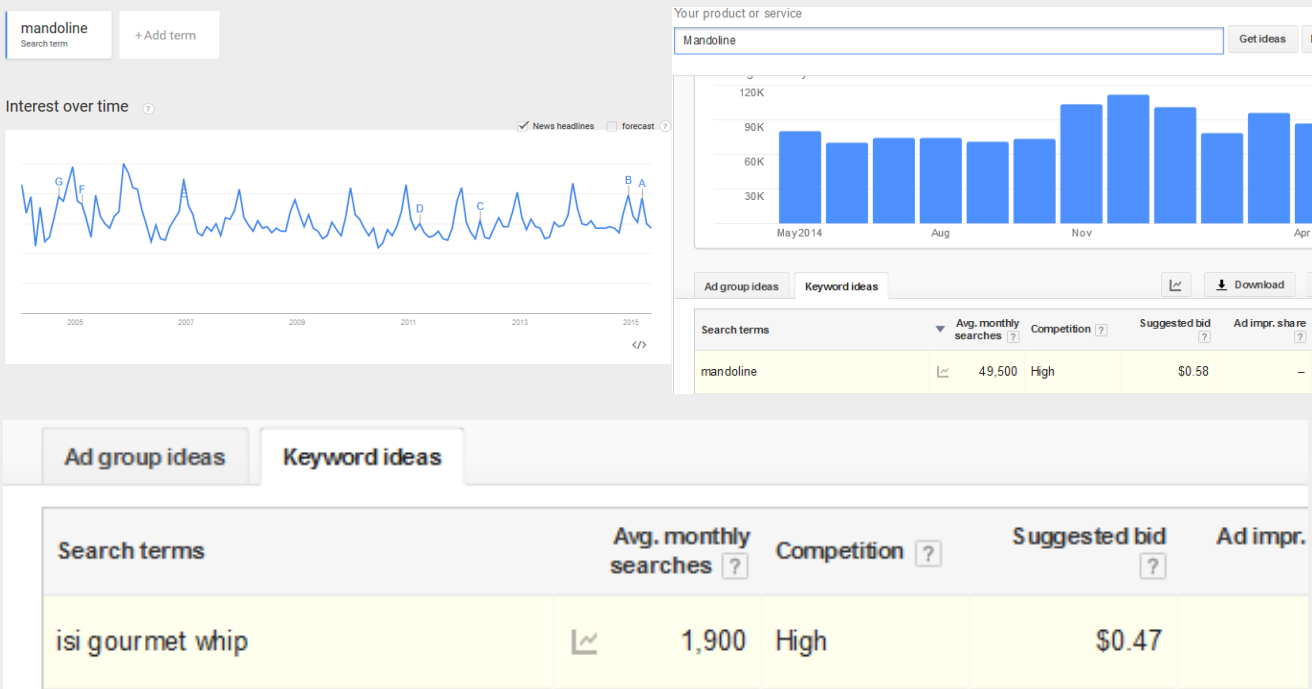 mandoline
Search term
+Add term
Interest over time ?
News headlines forecast ?
G F E D C B A
2005 2007 2009 2011 2013 2015
</>
Your product or service
Mandoline
Get ideas
120K
90K
60K
30K
May 2014 Aug Nov Apr
Ad group ideas Keyword ideas Download
Search terms Avg. monthly searches ? Competition ? Suggested bid ? Ad impr. share ?
mandoline 49,500 High $0.58 –
Ad group ideas Keyword ideas
Search terms Avg. monthly searches ? Competition ? Suggested bid ? Ad impr.
isi gourmet whip 1,900 High $0.47